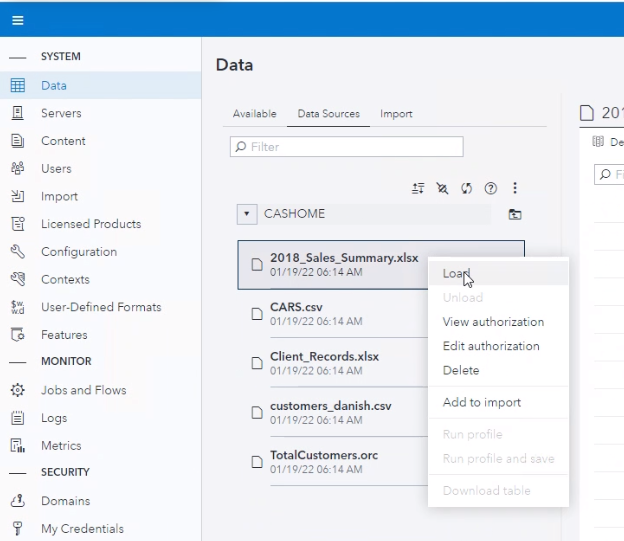 SYSTEM
Data
Servers
Content
Users
Import
Licensed Products
Configuration
Contexts
User-Defined Formats
Features
MONITOR
Jobs and Flows
Logs
Metrics
SECURITY
Domains
My Credentials
Data
Available
Data Sources
Import
Filter
CASHOME
2018_Sales_Summary.xlsx
01/19/22 06:14 AM
CARS.csv
01/19/22 06:14 AM
Client_Records.xlsx
01/19/22 06:14 AM
customers_danish.csv
01/19/22 06:14 AM
TotalCustomers.orc
01/19/22 06:14 AM
Load
Unload
View authorization
Edit authorization
Delete
Add to import
Run profile
Run profile and save
Download table
201
De
Fi